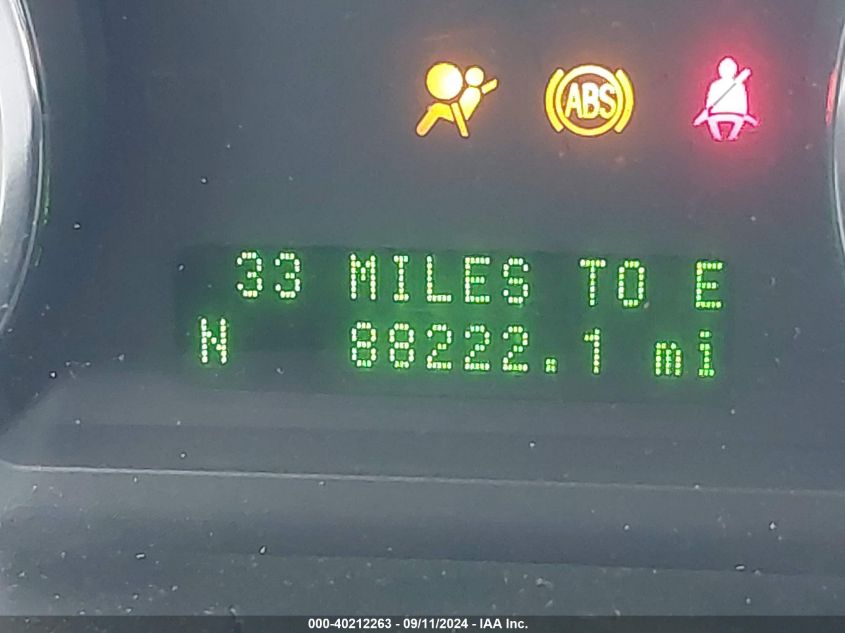 ABS
33 MILES TO E
N 88222.1 mi
000-40212263 - 09/11/2024 - IAA Inc.